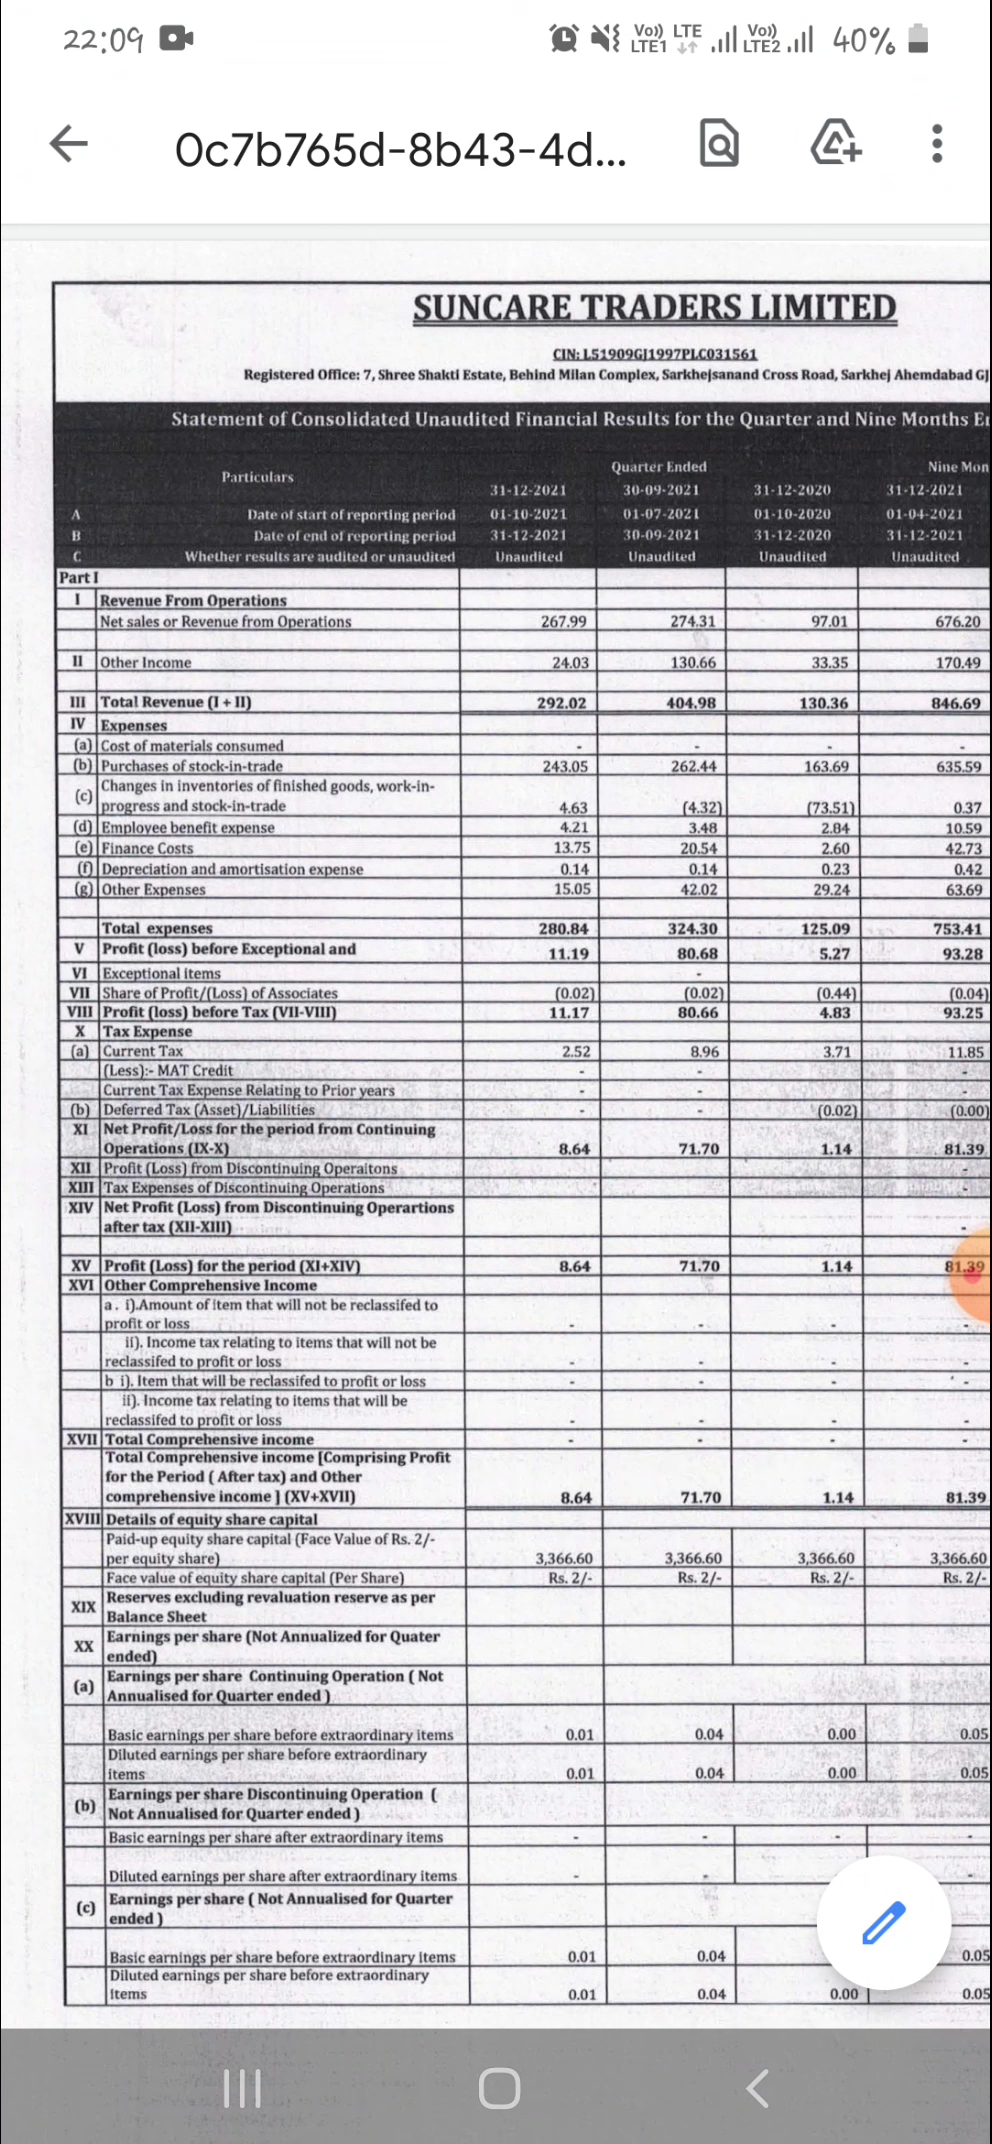 22:09 Vo)) LTE LTE1 Vo)) LTE2 40%
0c7b765d-8b43-4d...
SUNCARE TRADERS LIMITED
CIN: L51909GJ1997PLC031561
Registered Office: 7, Shree Shakti Estate, Behind Milan Complex, Sarkhejsanand Cross Road, Sarkhej Ahemdabad GJ
Statement of Consolidated Unaudited Financial Results for the Quarter and Nine Months
Particulars Quarter Ended Nine Mon
31-12-2021 30-09-2021 31-12-2020 31-12-2021
A Date of start of reporting period 01-10-2021 01-07-2021 01-10-2020 01-04-2021
B Date of end of reporting period 31-12-2021 30-09-2021 31-12-2020 31-12-2021
C Whether results are audited or unaudited Unaudited Unaudited Unaudited Unaudited
Part I
I Revenue From Operations
Net sales or Revenue from Operations 267.99 274.31 97.01 676.20
II Other Income 24.03 130.66 33.35 170.49
III Total Revenue (I + II) 292.02 404.98 130.36 846.69
IV Expenses
(a) Cost of materials consumed - - - -
(b) Purchases of stock-in-trade 243.05 262.44 163.69 635.59
(c) Changes in inventories of finished goods, work-in-
progress and stock-in-trade 4.63 (4.32) (73.51) 0.37
(d) Employee benefit expense 4.21 3.48 2.84 10.59
(e) Finance Costs 13.75 20.54 2.60 42.73
(f) Depreciation and amortisation expense 0.14 0.14 0.23 0.42
(g) Other Expenses 15.05 42.02 29.24 63.69
Total expenses 280.84 324.30 125.09 753.41
V Profit (loss) before Exceptional and 11.19 80.68 5.27 93.28
VI Exceptional items -
VII Share of Profit/(Loss) of Associates (0.02) (0.02) (0.44) (0.04)
VIII Profit (loss) before Tax (VII-VIII) 11.17 80.66 4.83 93.25
X Tax Expense
(a) Current Tax 2.52 8.96 3.71 11.85
(Less):- MAT Credit - - - -
Current Tax Expense Relating to Prior years - - - -
(b) Deferred Tax (Asset)/Liabilities - - (0.02) (0.00)
XI Net Profit/Loss for the period from Continuing
Operations (IX-X) 8.64 71.70 1.14 81.39
XII Profit (Loss) from Discontinuing Operaitons -
XIII Tax Expenses of Discontinuing Operations -
XIV Net Profit (Loss) from Discontinuing Operartions
after tax (XII-XIII) -
XV Profit (Loss) for the period (XI+XIV) 8.64 71.70 1.14 81.39
XVI Other Comprehensive Income
a. i).Amount of item that will not be reclassifed to
profit or loss - - - -
ii). Income tax relating to items that will not be
reclassifed to profit or loss - - - -
b i). Item that will be reclassifed to profit or loss - - - -
ii). Income tax relating to items that will be
reclassifed to profit or loss - - - -
XVII Total Comprehensive income - - - -
Total Comprehensive income [Comprising Profit
for the Period ( After tax) and Other
comprehensive income ] (XV+XVII) 8.64 71.70 1.14 81.39
XVIII Details of equity share capital
Paid-up equity share capital (Face Value of Rs. 2/-
per equity share) 3,366.60 3,366.60 3,366.60 3,366.60
Face value of equity share capital (Per Share) Rs. 2/- Rs. 2/- Rs. 2/- Rs. 2/-
XIX Reserves excluding revaluation reserve as per
Balance Sheet
XX Earnings per share (Not Annualized for Quater
ended)
(a) Earnings per share Continuing Operation ( Not
Annualised for Quarter ended )
Basic earnings per share before extraordinary items 0.01 0.04 0.00 0.05
Diluted earnings per share before extraordinary
items 0.01 0.04 0.00 0.05
(b) Earnings per share Discontinuing Operation (
Not Annualised for Quarter ended )
Basic earnings per share after extraordinary items - - - -
Diluted earnings per share after extraordinary items - -
(c) Earnings per share ( Not Annualised for Quarter
ended )
Basic earnings per share before extraordinary items 0.01 0.04 0.05
Diluted earnings per share before extraordinary
items 0.01 0.04 0.00 0.05